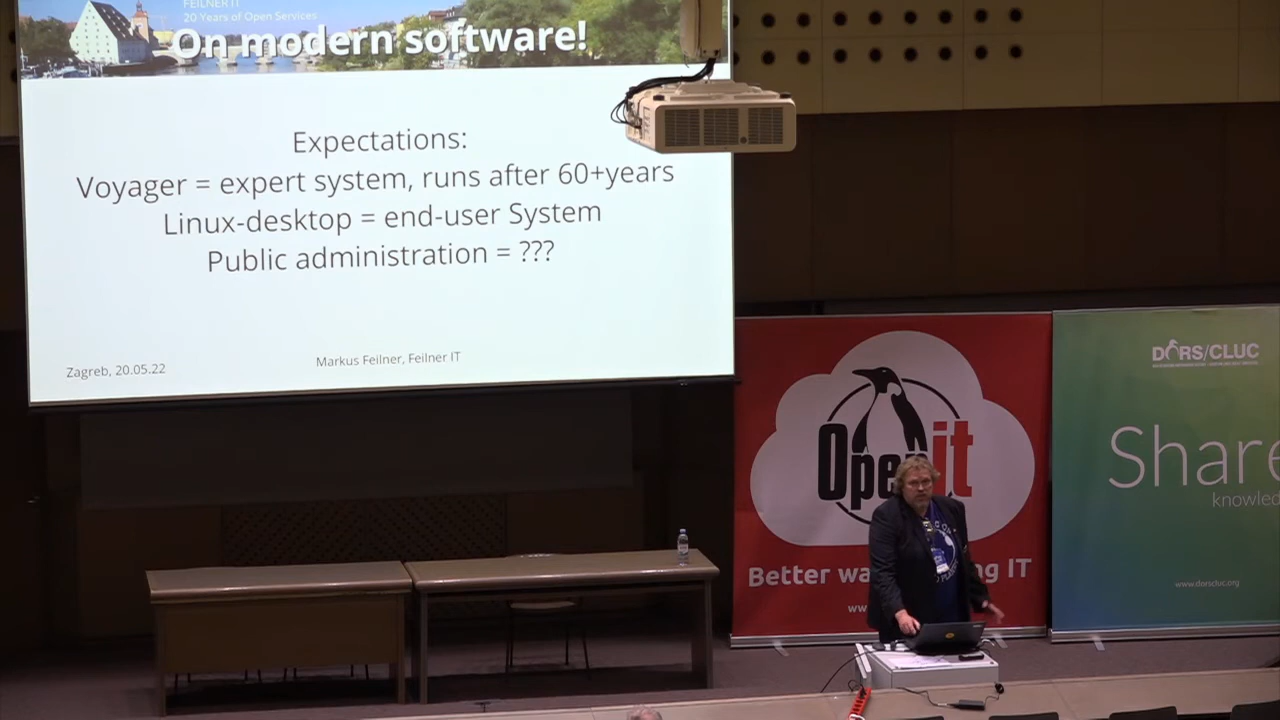 FEILNER IT
20 Years of Open Services
On modern software!
Expectations:
Voyager = expert system, runs after 60+years
Linux-desktop = end-user System
Public administration = ???
Zagreb, 20.05.22
Markus Feilner, Feilner IT
Open it
Better wa
ng IT
DORS/CLUC
Share
knowled
www.dorscluc.org